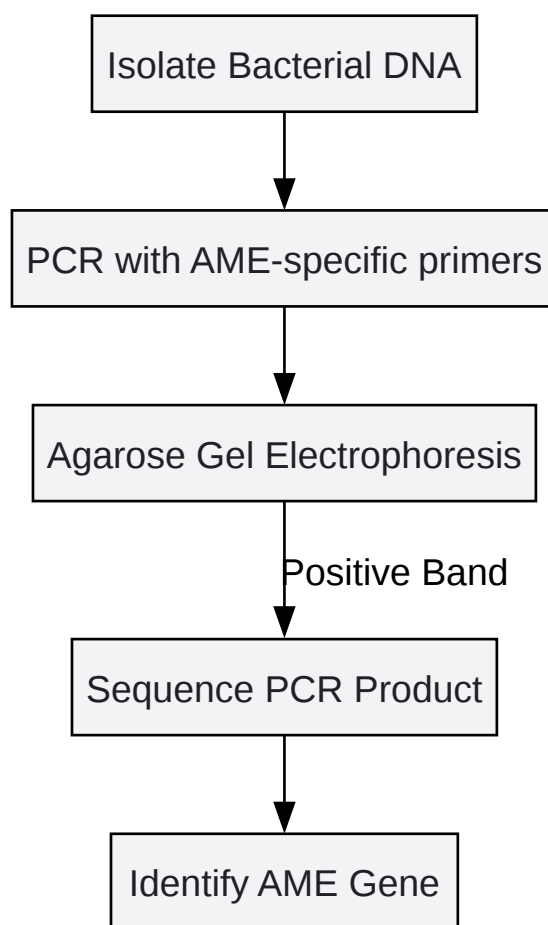 Isolate Bacterial DNA
PCR with AME-specific primers
Agarose Gel Electrophoresis
Positive Band
Sequence PCR Product
Identify AME Gene